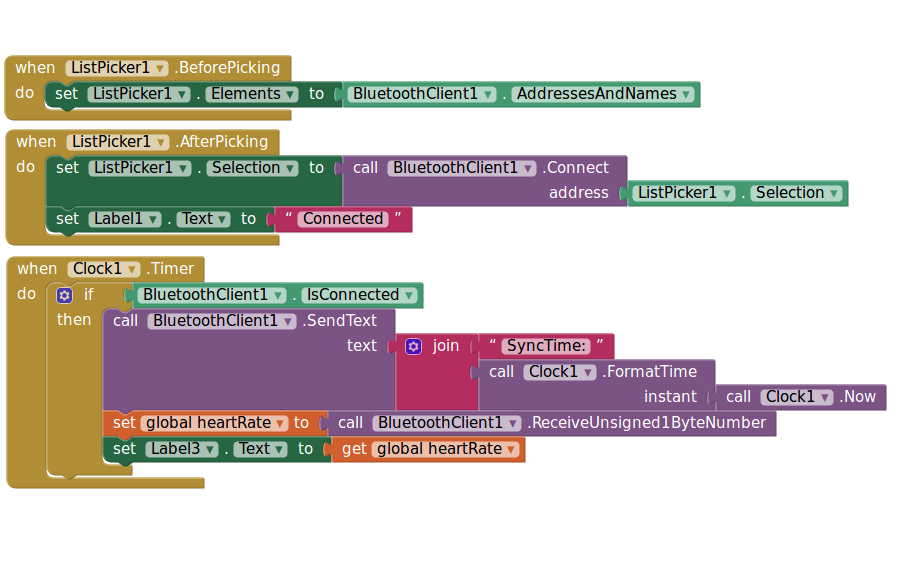 when ListPicker1 .BeforePicking
do set ListPicker1 . Elements to BluetoothClient1 . AddressesAndNames
when ListPicker1 .AfterPicking
do set ListPicker1 . Selection to call BluetoothClient1 .Connect
address ListPicker1 . Selection
set Label1 . Text to “ Connected ”
when Clock1 .Timer
do if BluetoothClient1 . IsConnected
then call BluetoothClient1 .SendText
text join “ SyncTime: ”
call Clock1 .FormatTime
instant call Clock1 .Now
set global heartRate to call BluetoothClient1 .ReceiveUnsigned1ByteNumber
set Label3 . Text to get global heartRate